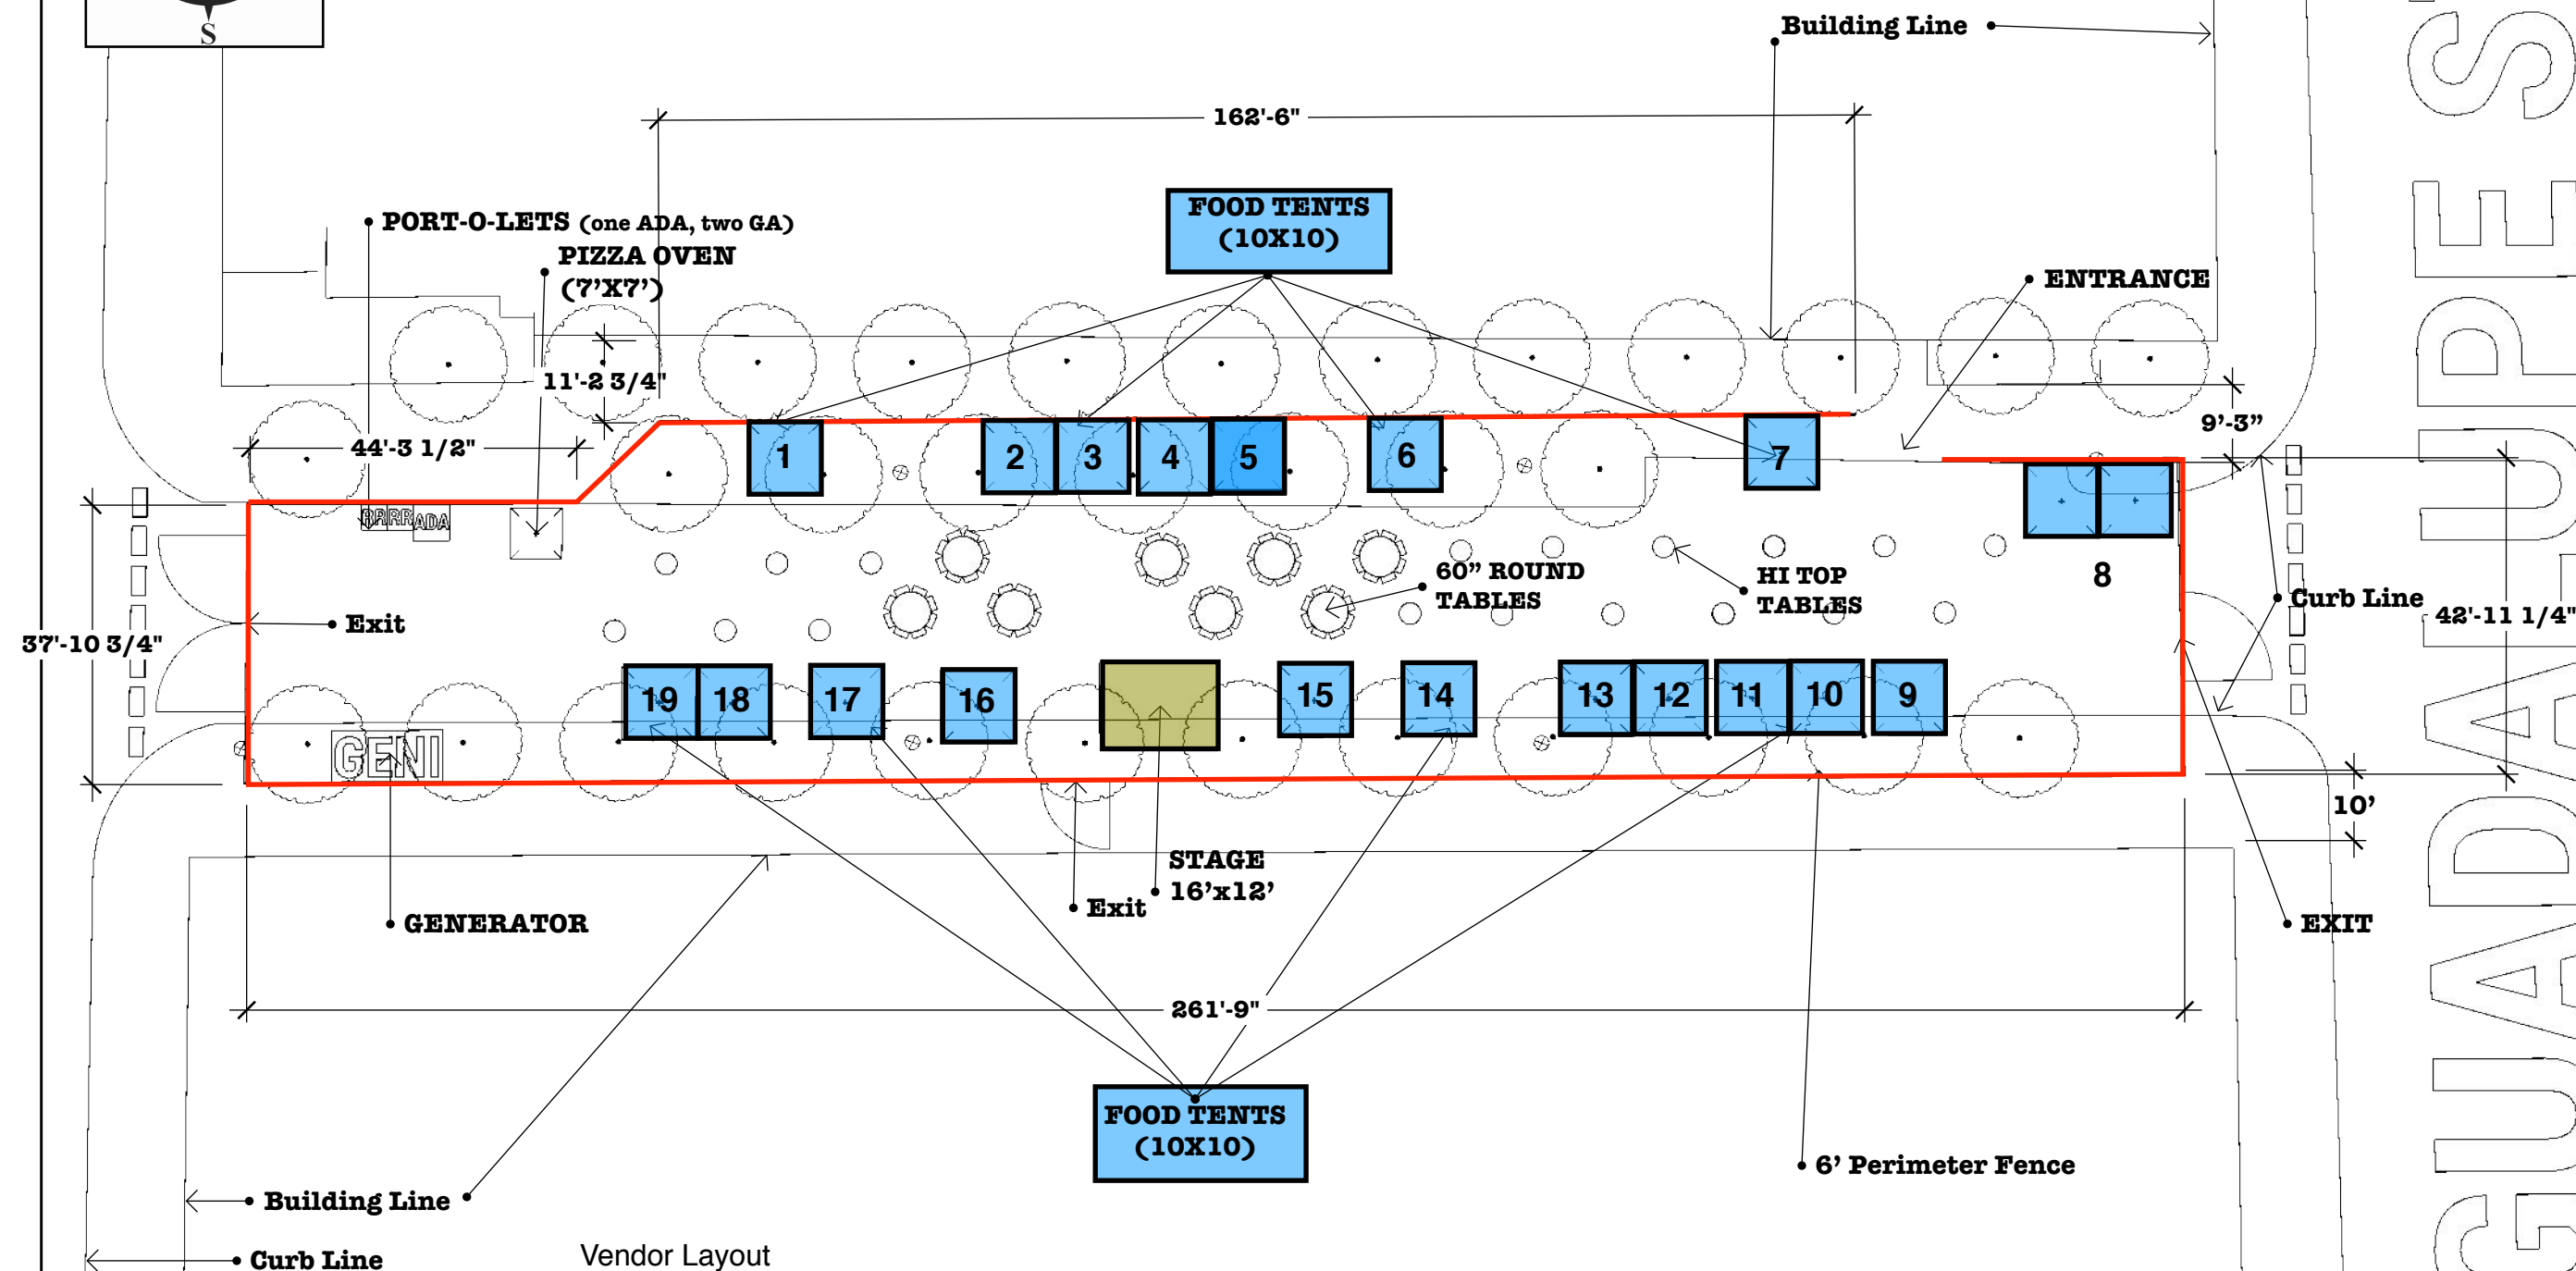 S
Building Line
162'-6"
FOOD TENTS
(10X10)
PORT-O-LETS (one ADA, two GA)
PIZZA OVEN
(7’X7’)
ENTRANCE
11'-2 3/4"
9’-3”
44'-3 1/2"
1
2
3
4
5
6
7
RRRR ADA
60” ROUND
TABLES
HI TOP
TABLES
8
Curb Line
42'-11 1/4"
Exit
37'-10 3/4"
19
18
17
16
15
14
13
12
11
10
9
GENI
10’
STAGE
16’x12’
Exit
GENERATOR
EXIT
261'-9"
FOOD TENTS
(10X10)
6’ Perimeter Fence
Building Line
Curb Line
Vendor Layout
GUADALUPE S